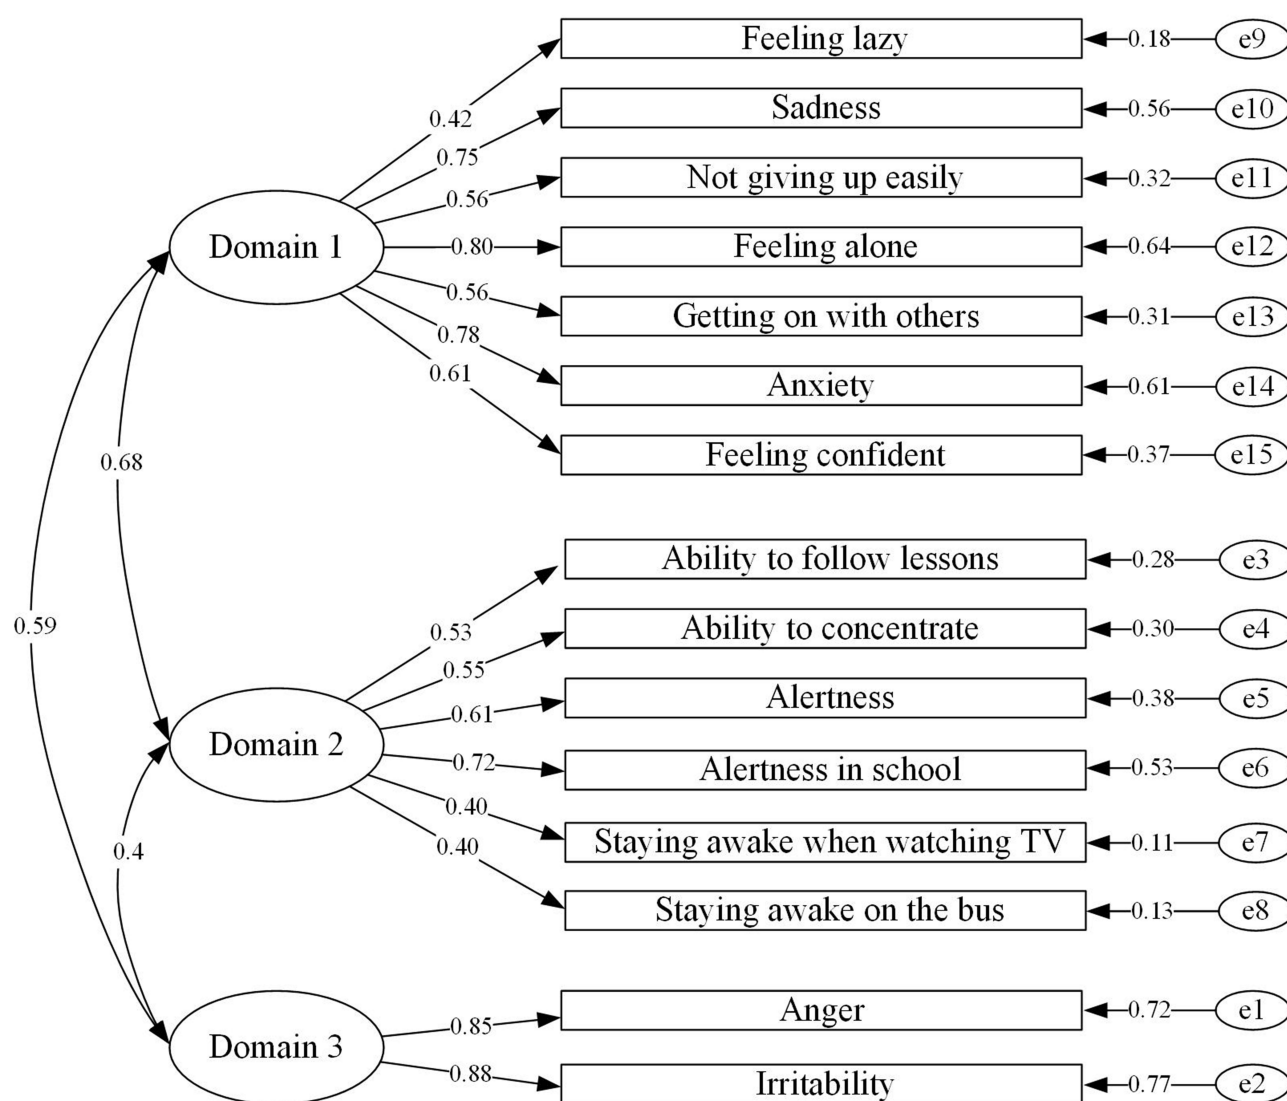 Feeling lazy 0.18 e9
0.42
Sadness 0.56 e10
0.75
Not giving up easily 0.32 e11
0.56
Domain 1 0.80 Feeling alone 0.64 e12
0.56
Getting on with others 0.31 e13
0.78
0.61
Anxiety 0.61 e14
Feeling confident 0.37 e15
0.68
Ability to follow lessons 0.28 e3
0.59
0.53
Ability to concentrate 0.30 e4
0.55
Alertness 0.38 e5
0.61
Domain 2
0.72
Alertness in school 0.53 e6
0.40
0.40
Staying awake when watching TV 0.11 e7
0.4
Staying awake on the bus 0.13 e8
Anger 0.72 e1
0.85
Domain 3
0.88
Irritability 0.77 e2